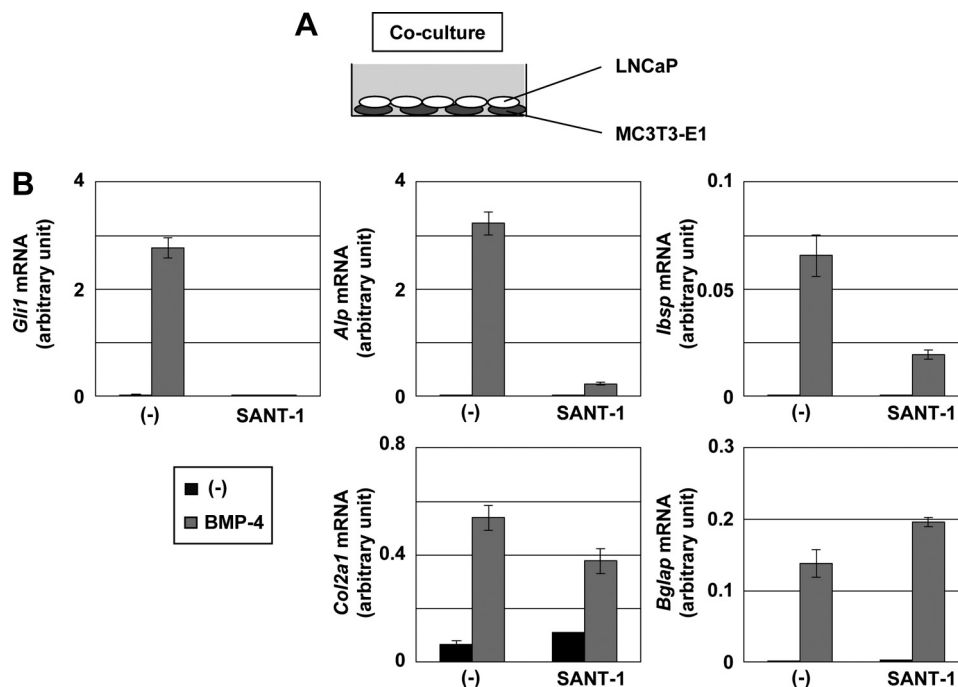 A
Co-culture
LNCaP
MC3T3-E1
B
Gli1 mRNA
(arbitrary unit)
4
2
0
(-)
SANT-1
Alp mRNA
(arbitrary unit)
4
2
0
(-)
SANT-1
Ibsp mRNA
(arbitrary unit)
0.1
0.05
0
(-)
SANT-1
(-)
BMP-4
Col2a1 mRNA
(arbitrary unit)
0.8
0.4
0
(-)
SANT-1
Bglap mRNA
(arbitrary unit)
0.3
0.2
0.1
0
(-)
SANT-1